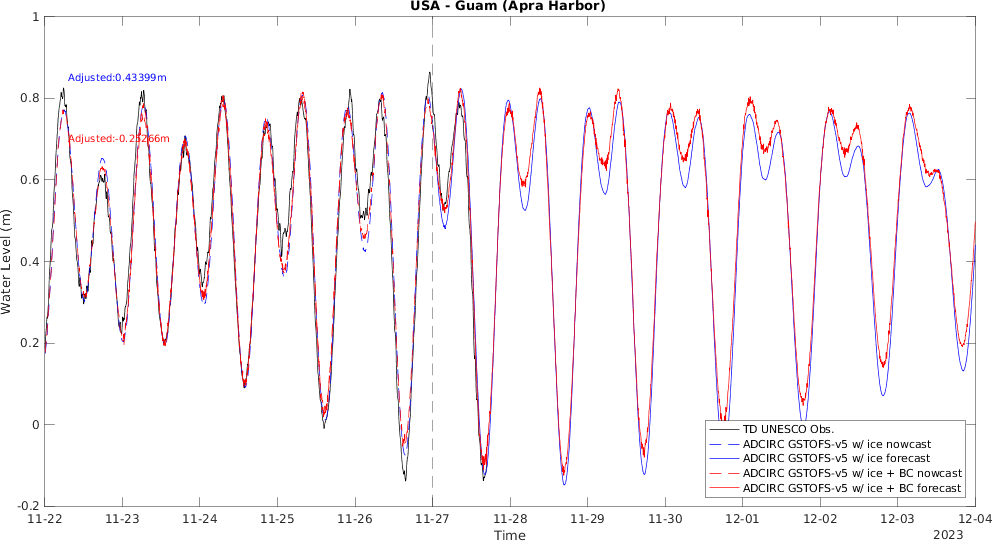 USA - Guam (Apra Harbor)
1
0.8
0.6
0.4
0.2
0
-0.2
Water Level (m)
Adjusted:0.43399m
Adjusted:-0.25266m
TD UNESCO Obs.
ADCIRC GSTOFS-v5 w/ ice nowcast
ADCIRC GSTOFS-v5 w/ ice forecast
ADCIRC GSTOFS-v5 w/ ice + BC nowcast
ADCIRC GSTOFS-v5 w/ ice + BC forecast
11-22 11-23 11-24 11-25 11-26 11-27 11-28 11-29 11-30 12-01 12-02 12-03 12-04
Time
2023